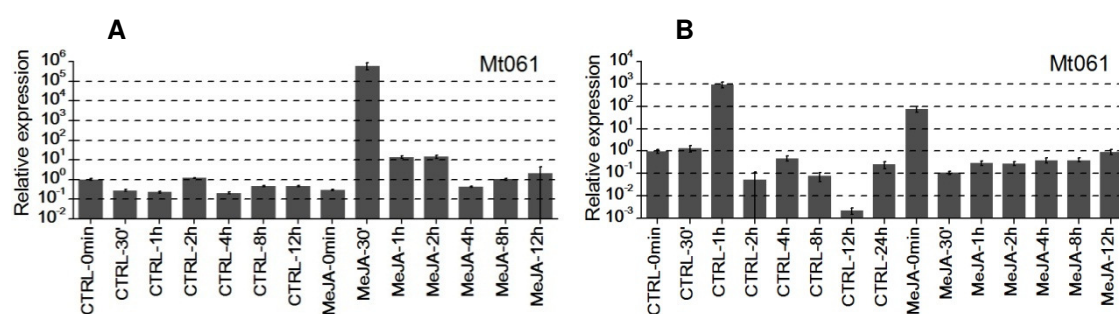 A
Relative expression
10⁶
10⁵
10⁴
10³
10²
10¹
10⁰
10⁻¹
10⁻²
Mt061
CTRL-0min
CTRL-30'
CTRL-1h
CTRL-2h
CTRL-4h
CTRL-8h
CTRL-12h
MeJA-0min
MeJA-30'
MeJA-1h
MeJA-2h
MeJA-4h
MeJA-8h
MeJA-12h
B
Relative expression
10⁴
10³
10²
10¹
10⁰
10⁻¹
10⁻²
10⁻³
Mt061
CTRL-0min
CTRL-30'
CTRL-1h
CTRL-2h
CTRL-4h
CTRL-8h
CTRL-12h
CTRL-24h
MeJA-0min
MeJA-30'
MeJA-1h
MeJA-2h
MeJA-4h
MeJA-8h
MeJA-12h